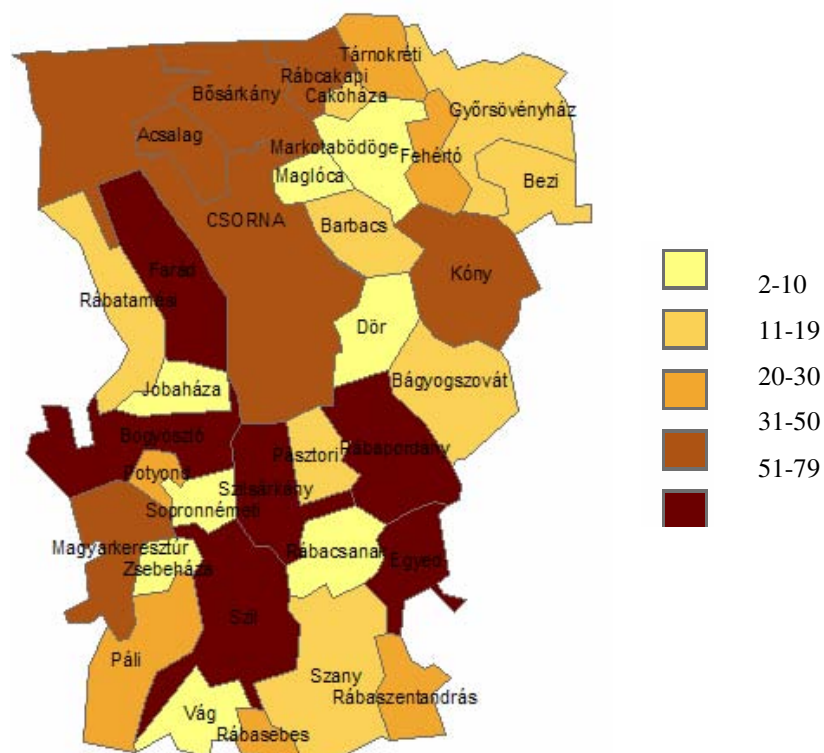 Tárnokréti
Rábcakapi
Cakóháza
Bősárkány
Győrsövényház
Acsalag
Markotabödöge
Fehértó
Maglóca
Bezi
CSORNA
Barbacs
Farád
Kóny
Rábatamási
Dör
Jobaháza
Bágyogszovát
Bogyoszló
Rábapordány
Pásztori
Potyond
Szilsárkány
Sopronnémeti
Magyarkeresztúr
Rábacsanak
Egyed
Zsebeháza
Szil
Páli
Szany
Rábaszentandrás
Vág
Rábasebes
2-10
11-19
20-30
31-50
51-79